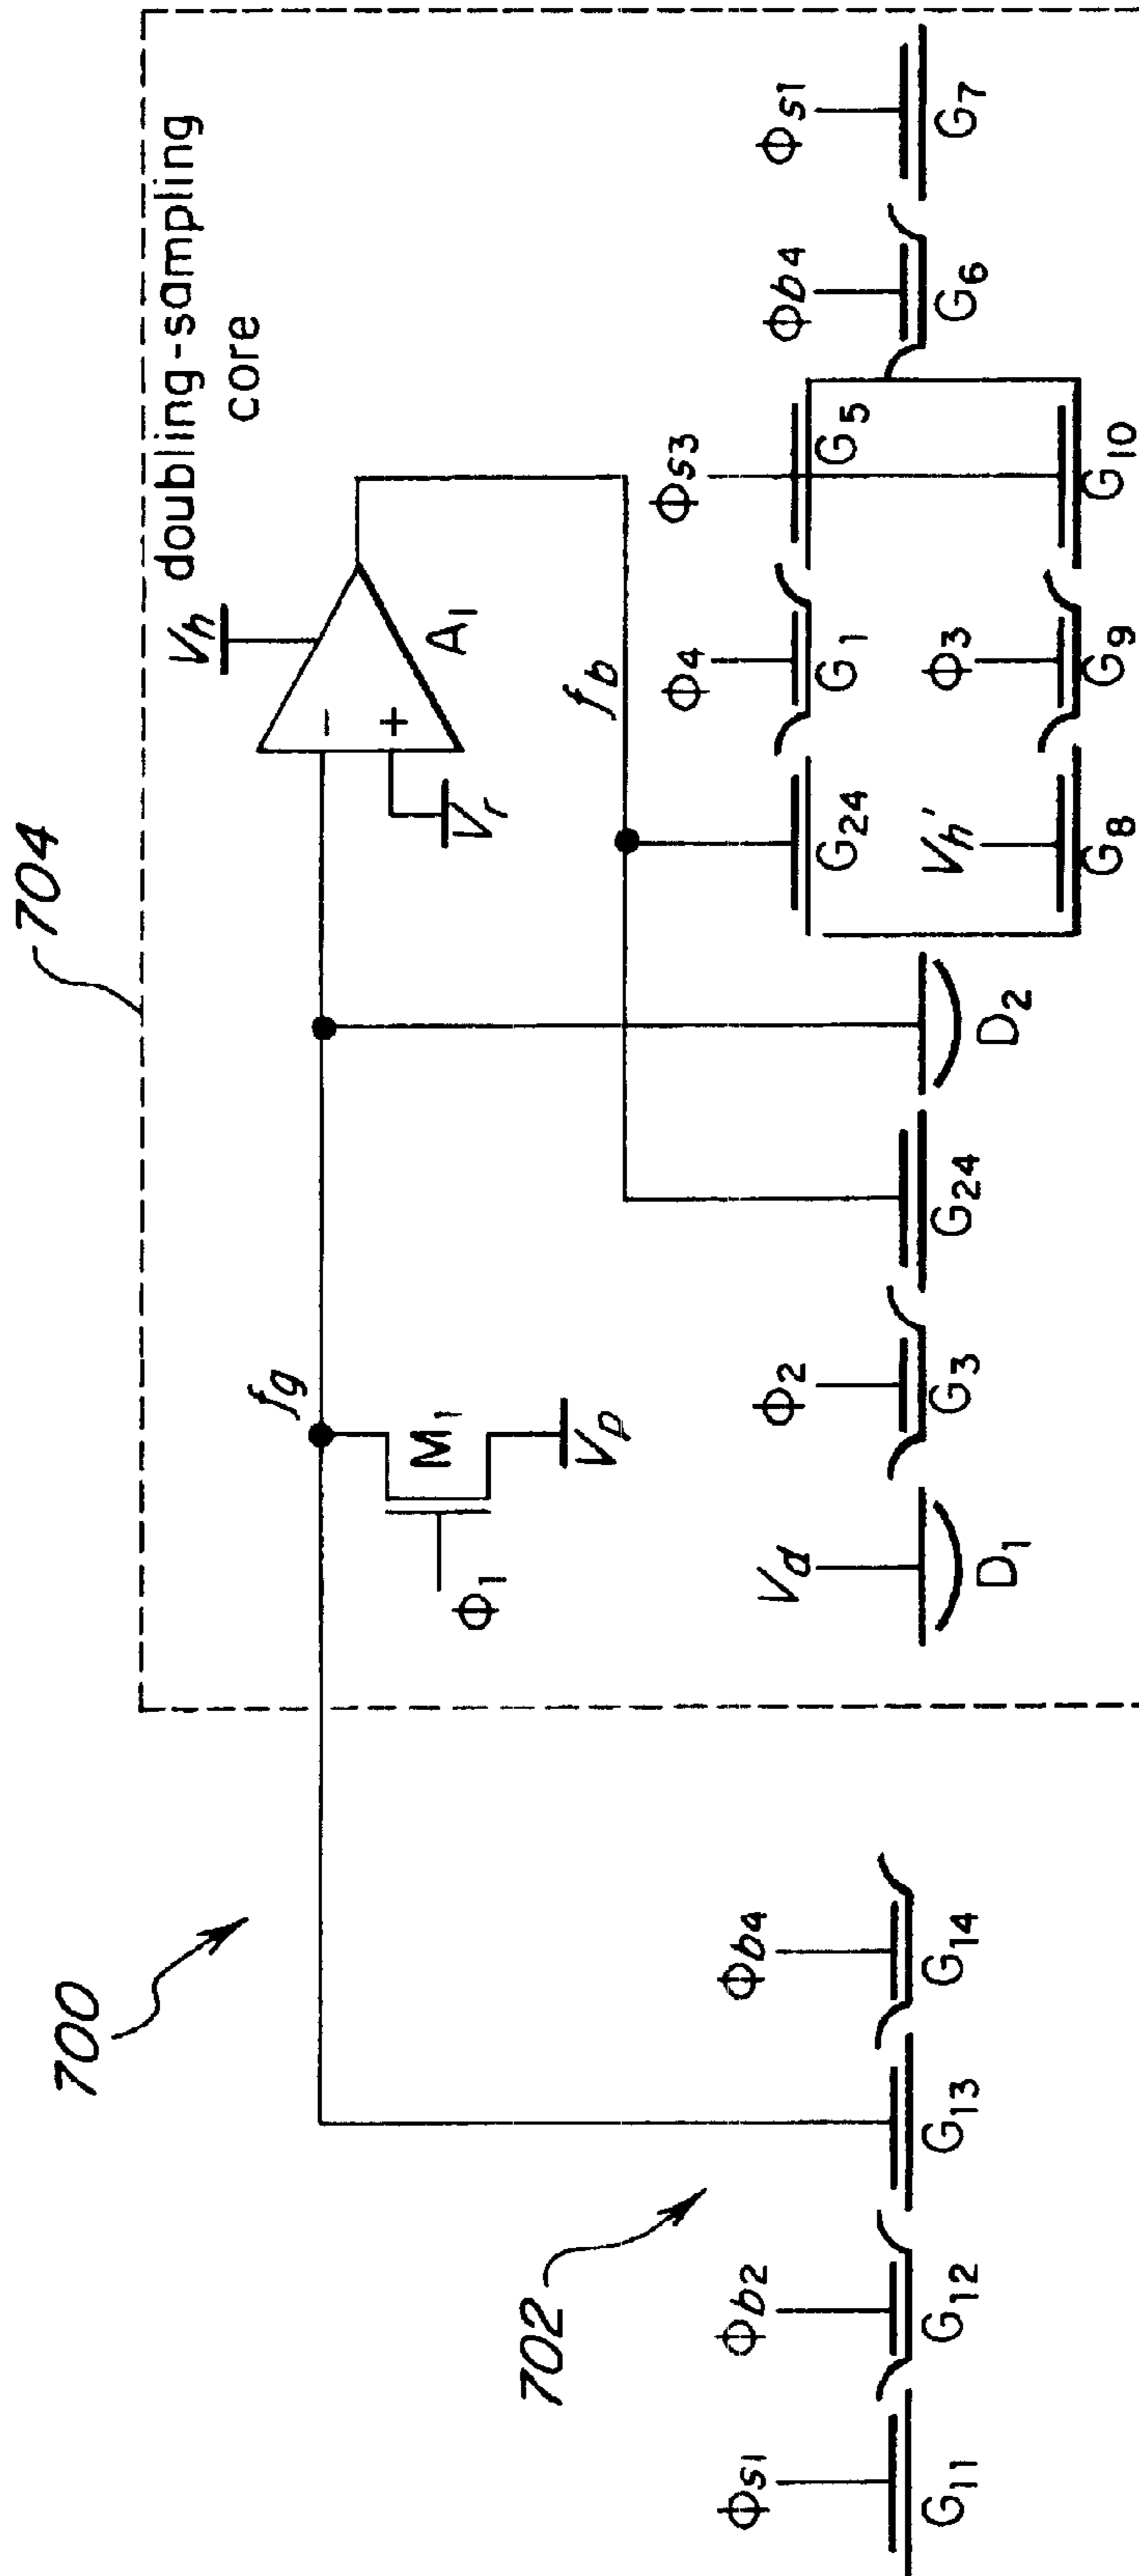 700
704
doubling-sampling
core
fg
Φ1
M1
Vp
Vh
−
+
A1
Vr
fb
702
Φs1
G11
Φb2
G12
G13
Φb4
G14
Vd
D1
Φ2
G3
G24
D2
G24
Φ4
G1
Φs3
G5
Vh'
G8
Φ3
G9
G10
Φb4
G6
Φs1
G7